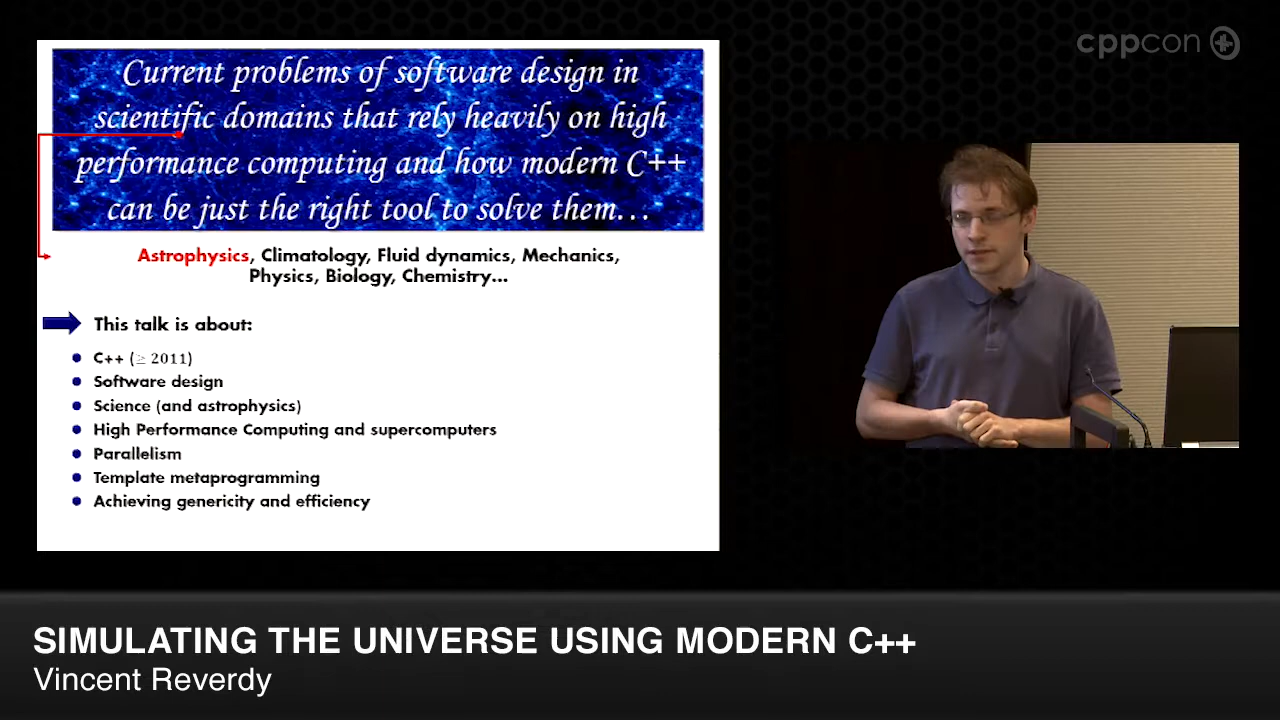 cppcon
Current problems of software design in
scientific domains that rely heavily on high
performance computing and how modern C++
can be just the right tool to solve them...
Astrophysics, Climatology, Fluid dynamics, Mechanics,
Physics, Biology, Chemistry...
This talk is about:
C++ (≥ 2011)
Software design
Science (and astrophysics)
High Performance Computing and supercomputers
Parallelism
Template metaprogramming
Achieving genericity and efficiency
SIMULATING THE UNIVERSE USING MODERN C++
Vincent Reverdy